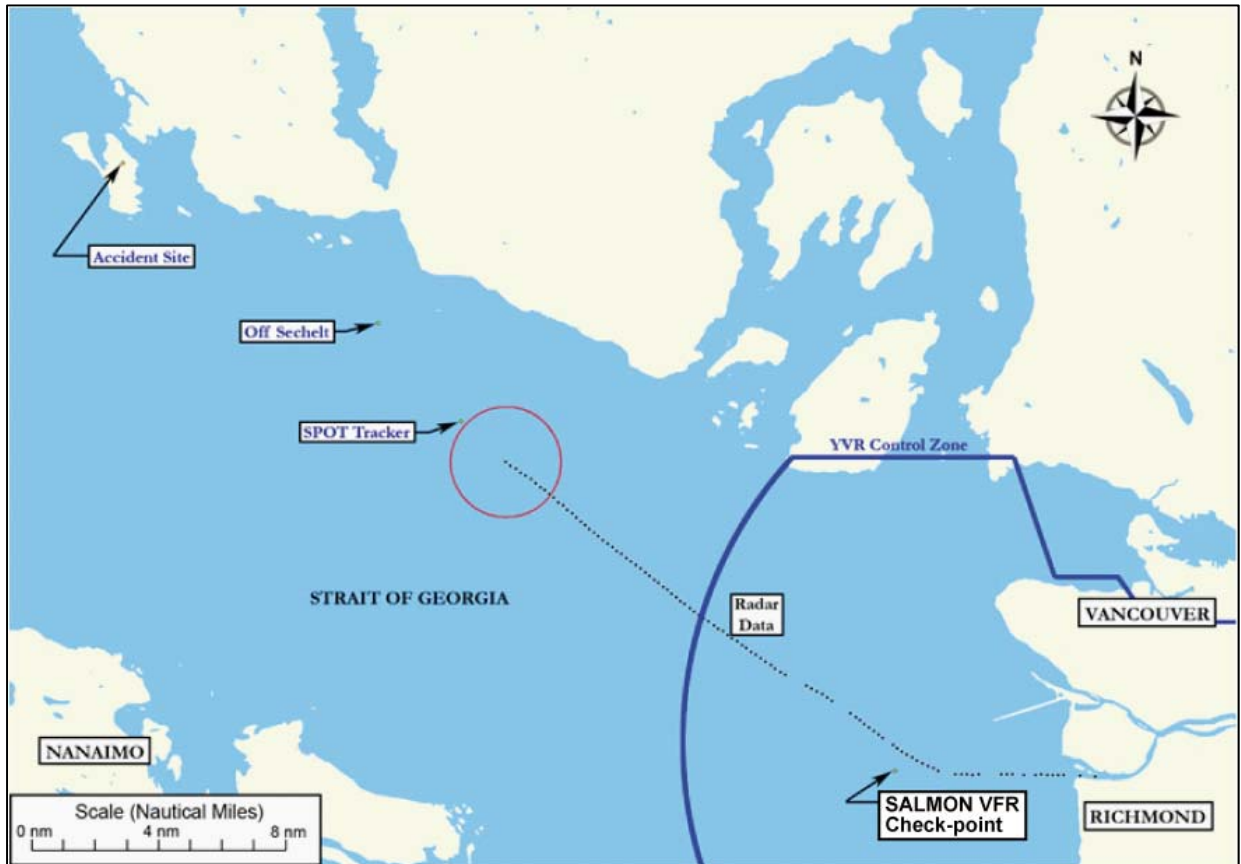 N
Accident Site
Off Sechelt
SPOT Tracker
YVR Control Zone
STRAIT OF GEORGIA
Radar
Data
VANCOUVER
NANAIMO
SALMON VFR
Check-point
RICHMOND
Scale (Nautical Miles)
0 nm 4 nm 8 nm